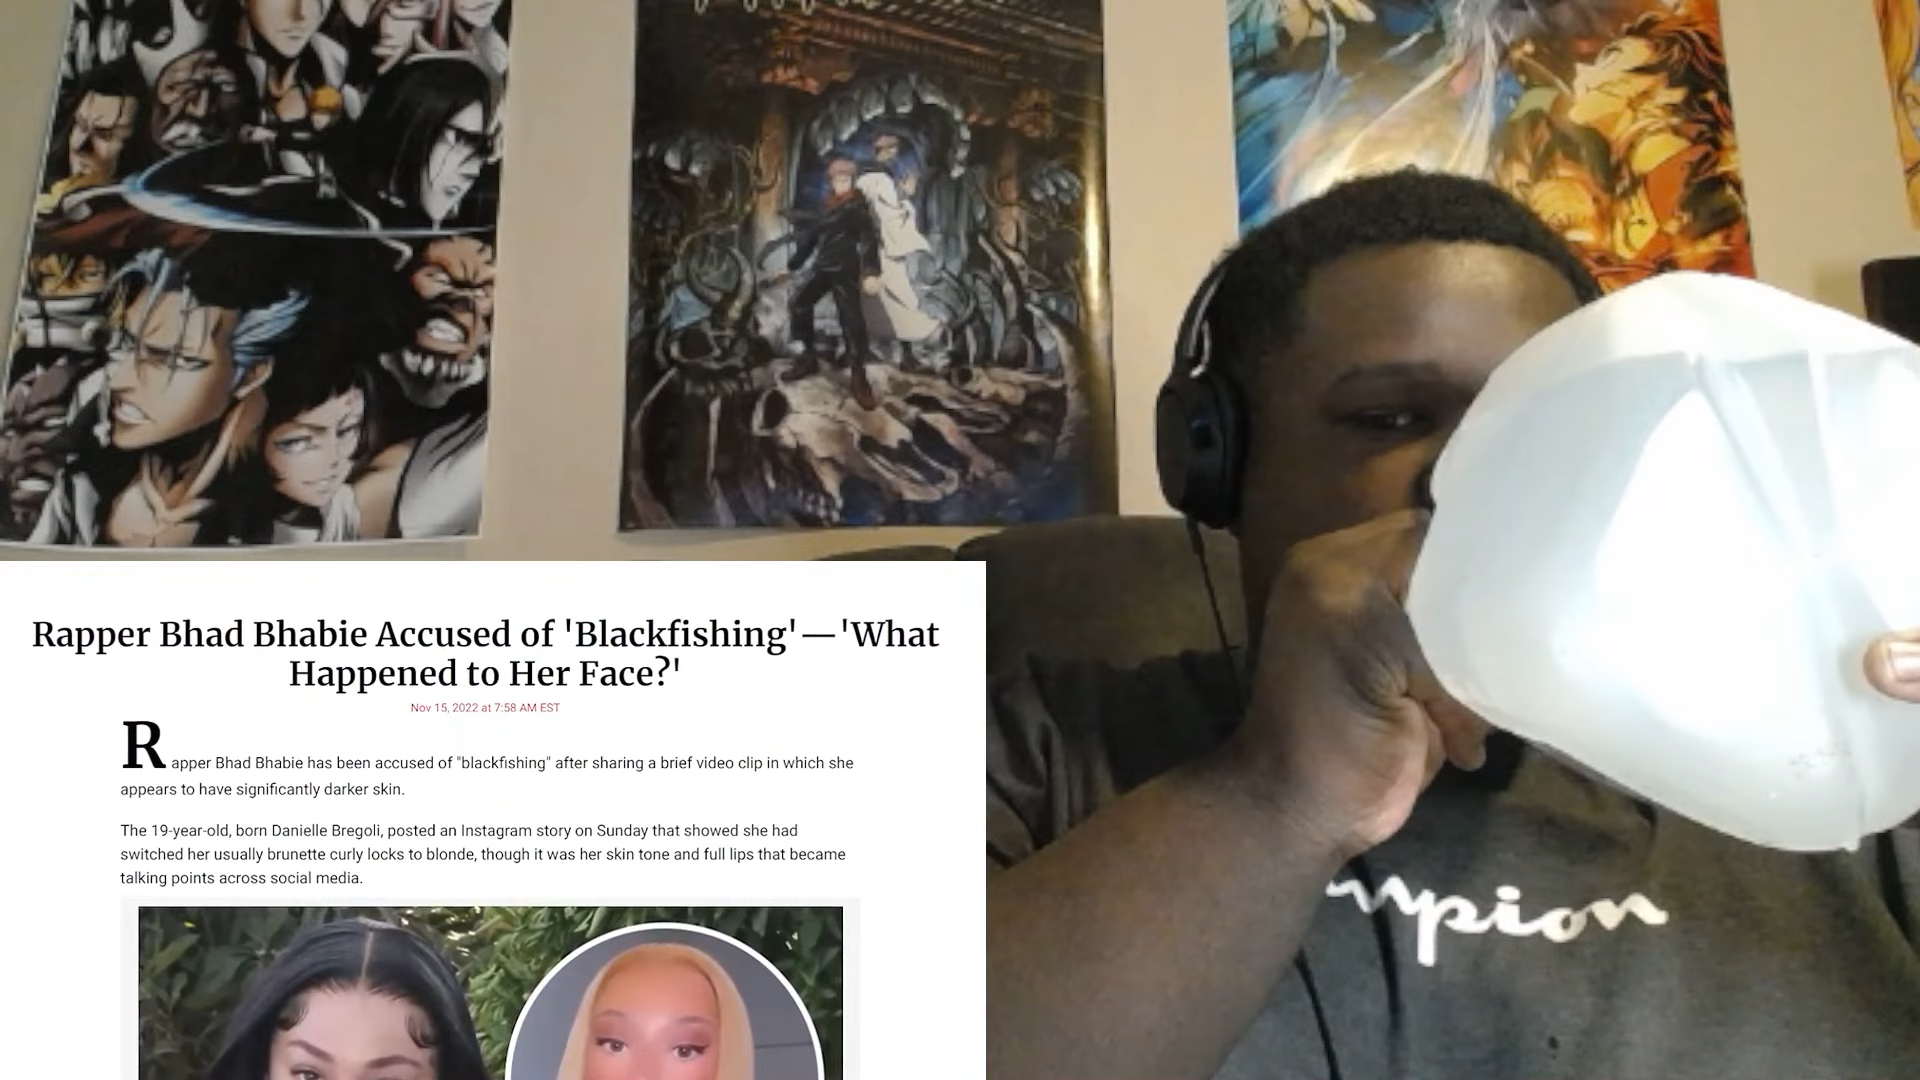 Rapper Bhad Bhabie Accused of 'Blackfishing'—'What
Happened to Her Face?'
Nov 15, 2022 at 7:58 AM EST
Rapper Bhad Bhabie has been accused of "blackfishing" after sharing a brief video clip in which she
appears to have significantly darker skin.
The 19-year-old, born Danielle Bregoli, posted an Instagram story on Sunday that showed she had
switched her usually brunette curly locks to blonde, though it was her skin tone and full lips that became
talking points across social media.
mpion